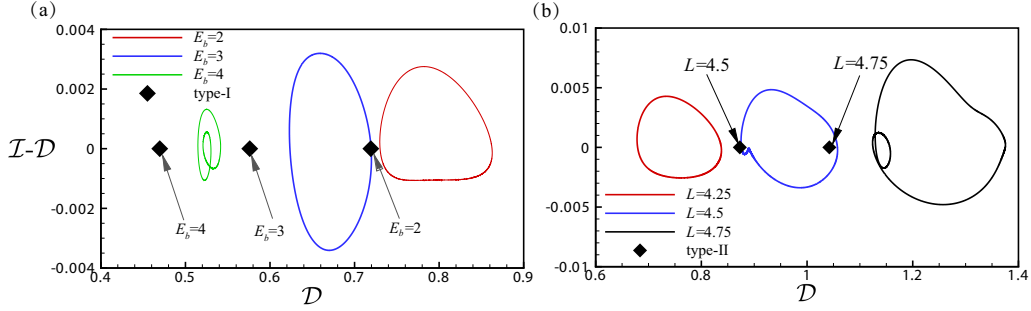 (a)
0.004
0.002
0
-0.002
-0.004
I-D
E_b=2
E_b=3
E_b=4
type-I
E_b=4
E_b=3
E_b=2
0.4
0.5
0.6
0.7
0.8
0.9
D
(b)
0.01
0.005
0
-0.005
-0.01
L=4.5
L=4.75
L=4.25
L=4.5
L=4.75
type-II
0.6
0.8
1
1.2
1.4
D